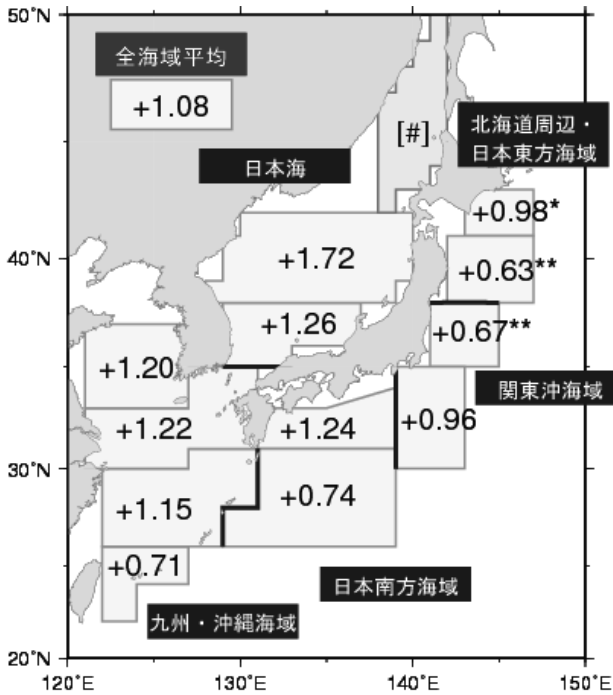 50˚N
全海域平均
+1.08
[#]
北海道周辺・
日本東方海域
日本海
+0.98*
40˚N
+1.72
+0.63**
+1.26
+0.67**
+1.20
関東沖海域
+1.22
+1.24
+0.96
30˚N
+1.15
+0.74
+0.71
日本南方海域
九州・沖縄海域
20˚N
120˚E
130˚E
140˚E
150˚E